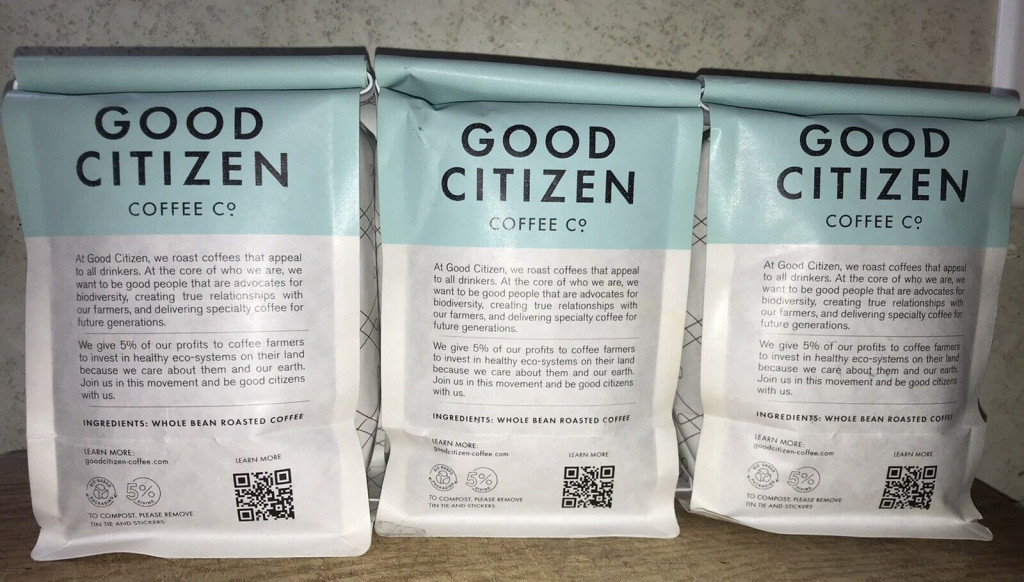 GOOD
CITIZEN
COFFEE Cº
At Good Citizen, we roast coffees that appeal
to all drinkers. At the core of who we are, we
want to be good people that are advocates for
biodiversity, creating true relationships with
our farmers, and delivering specialty coffee for
future generations.
We give 5% of our profits to coffee farmers
to invest in healthy eco-systems on their land
because we care about them and our earth.
Join us in this movement and be good citizens
with us.
INGREDIENTS: WHOLE BEAN ROASTED COFFEE
LEARN MORE:
goodcitizen-coffee.com
LEARN MORE
5%
TO COMPOST, PLEASE REMOVE
TIN TIE AND STICKERS
GOOD
CITIZEN
COFFEE Cº
At Good Citizen, we roast coffees that appeal
to all drinkers. At the core of who we are, we
want to be good people that are advocates for
biodiversity, creating true relationships with
our farmers, and delivering specialty coffee for
future generations.
We give 5% of our profits to coffee farmers
to invest in healthy eco-systems on their land
because we care about them and our earth.
Join us in this movement and be good citizens
with us.
INGREDIENTS: WHOLE BEAN ROASTED COFFEE
LEARN MORE:
goodcitizen-coffee.com
LEARN MORE
5%
TO COMPOST, PLEASE REMOVE
TIN TIE AND STICKERS
GOOD
CITIZEN
COFFEE Cº
At Good Citizen, we roast coffees that appeal
to all drinkers. At the core of who we are, we
want to be good people that are advocates for
biodiversity, creating true relationships with
our farmers, and delivering specialty coffee for
future generations.
We give 5% of our profits to coffee farmers
to invest in healthy eco-systems on their land
because we care about them and our earth.
Join us in this movement and be good citizens
with us.
INGREDIENTS: WHOLE BEAN ROASTED COFFEE
LEARN MORE:
goodcitizen-coffee.com
LEARN MORE
5%
TO COMPOST, PLEASE REMOVE
TIN TIE AND STICKERS